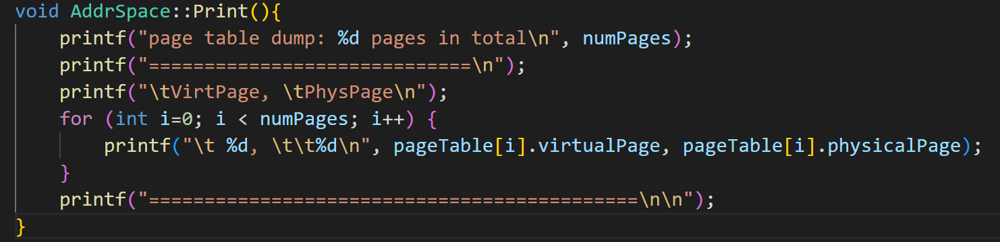 void AddrSpace::Print(){
    printf("page table dump: %d pages in total\n", numPages);
    printf("=============================\n");
    printf("\tVirtPage, \tPhysPage\n");
    for (int i=0; i < numPages; i++) {
        printf("\t %d, \t\t%d\n", pageTable[i].virtualPage, pageTable[i].physicalPage);
    }
    printf("============================================\n\n");
}